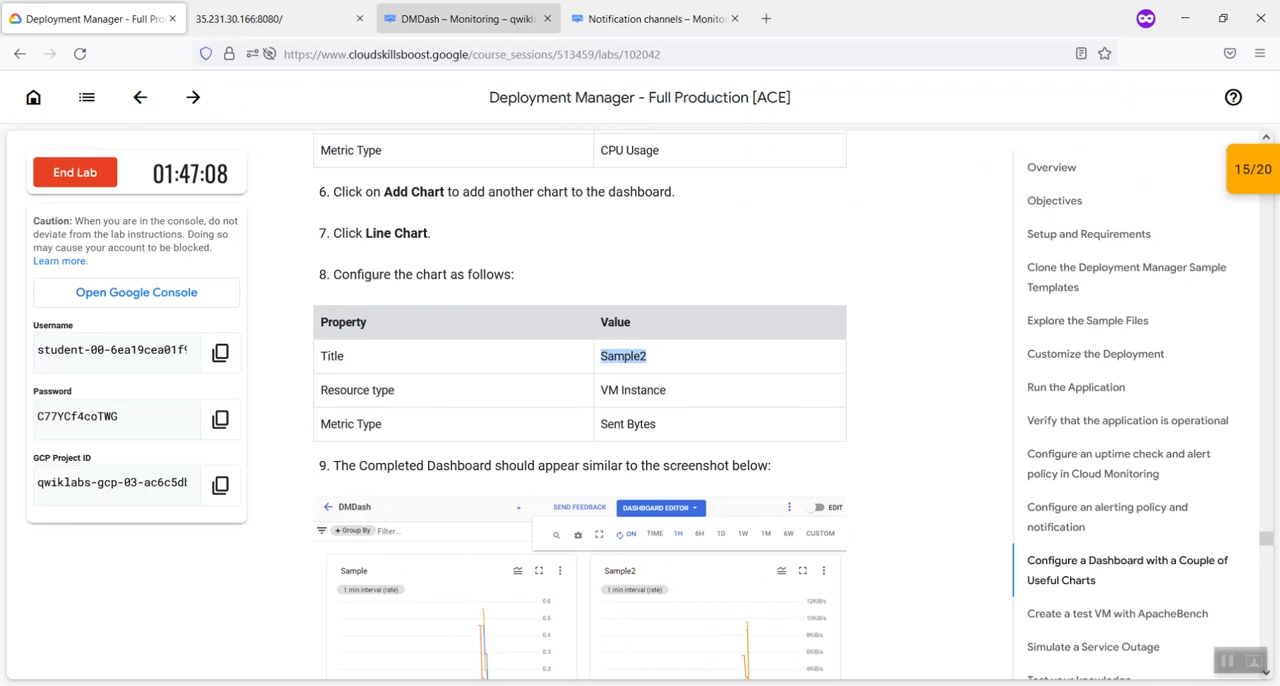 Deployment Manager - Full Pro
35.231.30.166:8080/
DMDash – Monitoring – qwikl
Notification channels – Monitor
https://www.cloudskillsboost.google/course_sessions/513459/labs/102042
Deployment Manager - Full Production [ACE]
End Lab
01:47:08
Caution: When you are in the console, do not
deviate from the lab instructions. Doing so
may cause your account to be blocked.
Learn more.
Open Google Console
Username
student-00-6ea19cea01f9
Password
C77YCf4coTWG
GCP Project ID
qwiklabs-gcp-03-ac6c5db
Metric Type CPU Usage
6. Click on Add Chart to add another chart to the dashboard.
7. Click Line Chart.
8. Configure the chart as follows:
Property Value
Title Sample2
Resource type VM Instance
Metric Type Sent Bytes
9. The Completed Dashboard should appear similar to the screenshot below:
DMDash SEND FEEDBACK DASHBOARD EDITOR EDIT
+ Group By Filter... ON TIME 1H 6H 1D 1W 1M 6W CUSTOM
Sample
1 min interval (rate)
0.6
0.5
0.4
0.3
0.2
Sample2
1 min interval (rate)
12KiB/s
10KiB/s
8KiB/s
6KiB/s
4KiB/s
15/20
Overview
Objectives
Setup and Requirements
Clone the Deployment Manager Sample
Templates
Explore the Sample Files
Customize the Deployment
Run the Application
Verify that the application is operational
Configure an uptime check and alert
policy in Cloud Monitoring
Configure an alerting policy and
notification
Configure a Dashboard with a Couple of
Useful Charts
Create a test VM with ApacheBench
Simulate a Service Outage
Test your knowledge